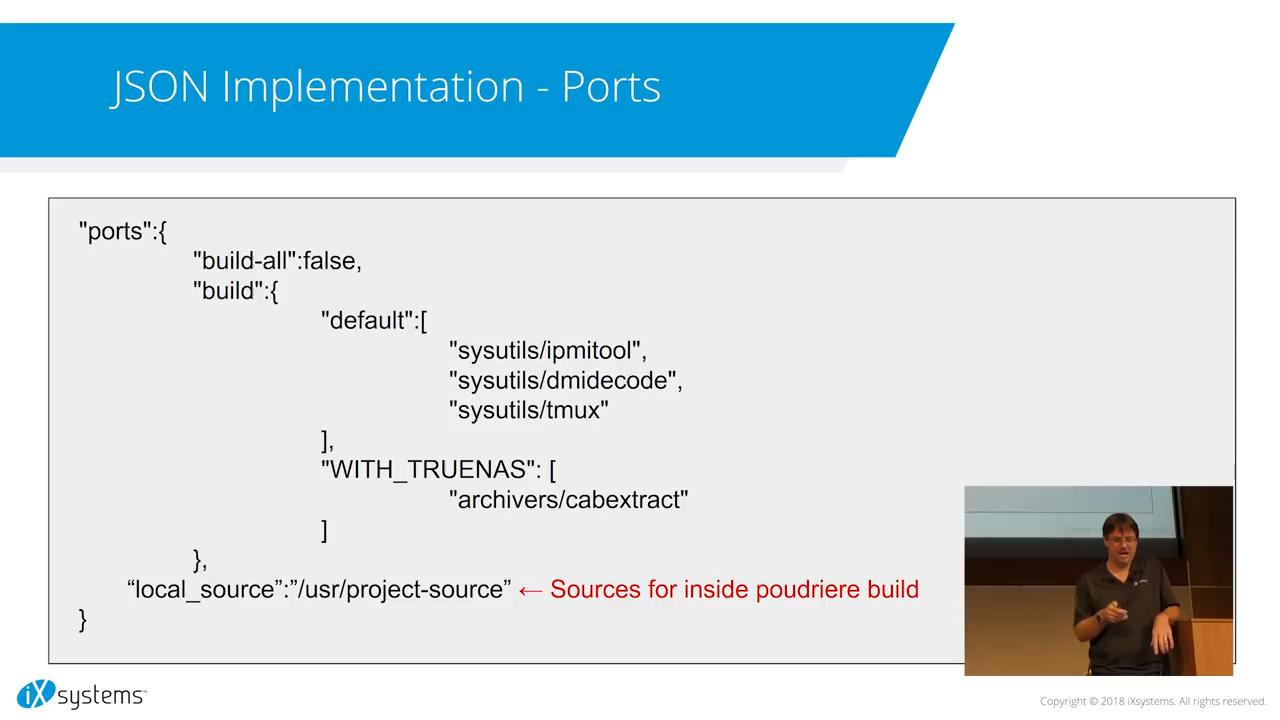 JSON Implementation - Ports
"ports":{
"build-all":false,
"build":{
"default":[
"sysutils/ipmitool",
"sysutils/dmidecode",
"sysutils/tmux"
],
"WITH_TRUENAS": [
"archivers/cabextract"
]
},
“local_source”:”/usr/project-source” ← Sources for inside poudriere build
}
iXsystems™
Copyright © 2018 iXsystems. All rights reserved.